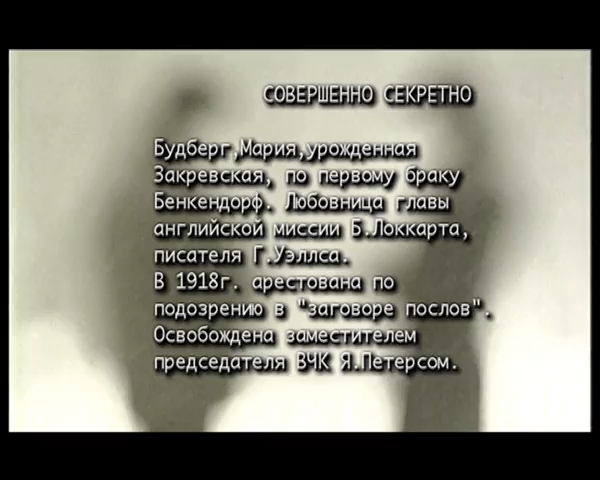 СОВЕРШЕННО СЕКРЕТНО
Будберг,Мария,урожденная
Закревская, по первому браку
Бенкендорф. Любовница главы
английской миссии Б.Локкарта,
писателя Г.Уэллса.
В 1918г. арестована по
подозрению в "заговоре послов".
Освобождена заместителем
председателя ВЧК Я.Петерсом.